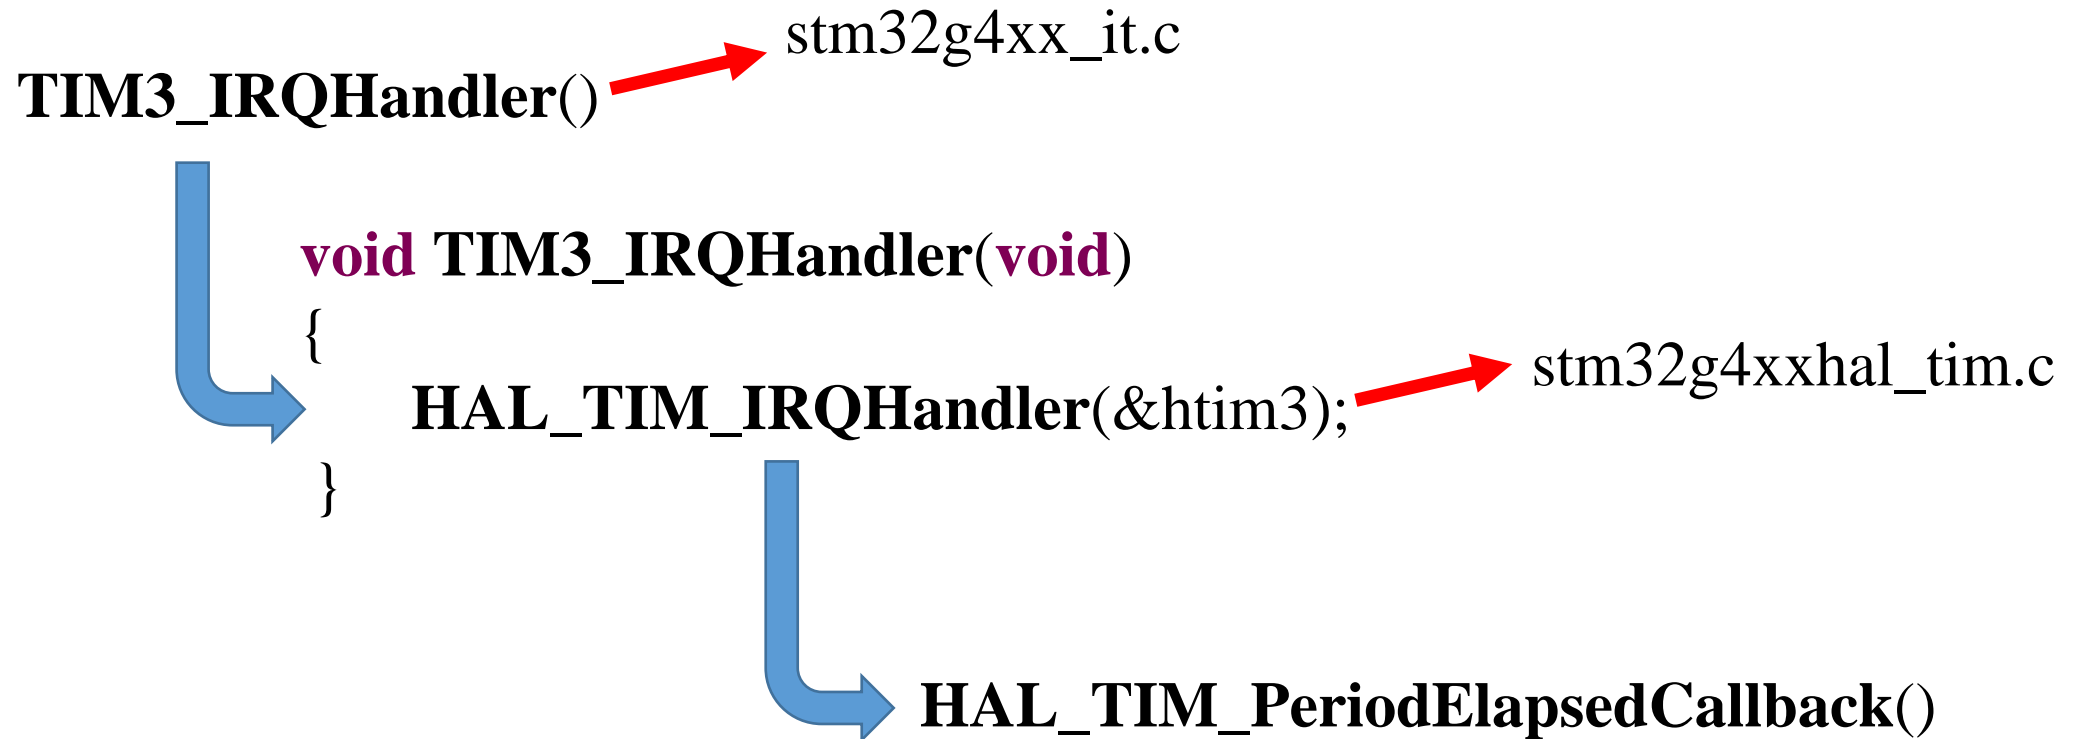 stm32g4xx_it.c
TIM3_IRQHandler()
void TIM3_IRQHandler(void)
{
HAL_TIM_IRQHandler(&htim3);
stm32g4xxhal_tim.c
}
HAL_TIM_PeriodElapsedCallback()